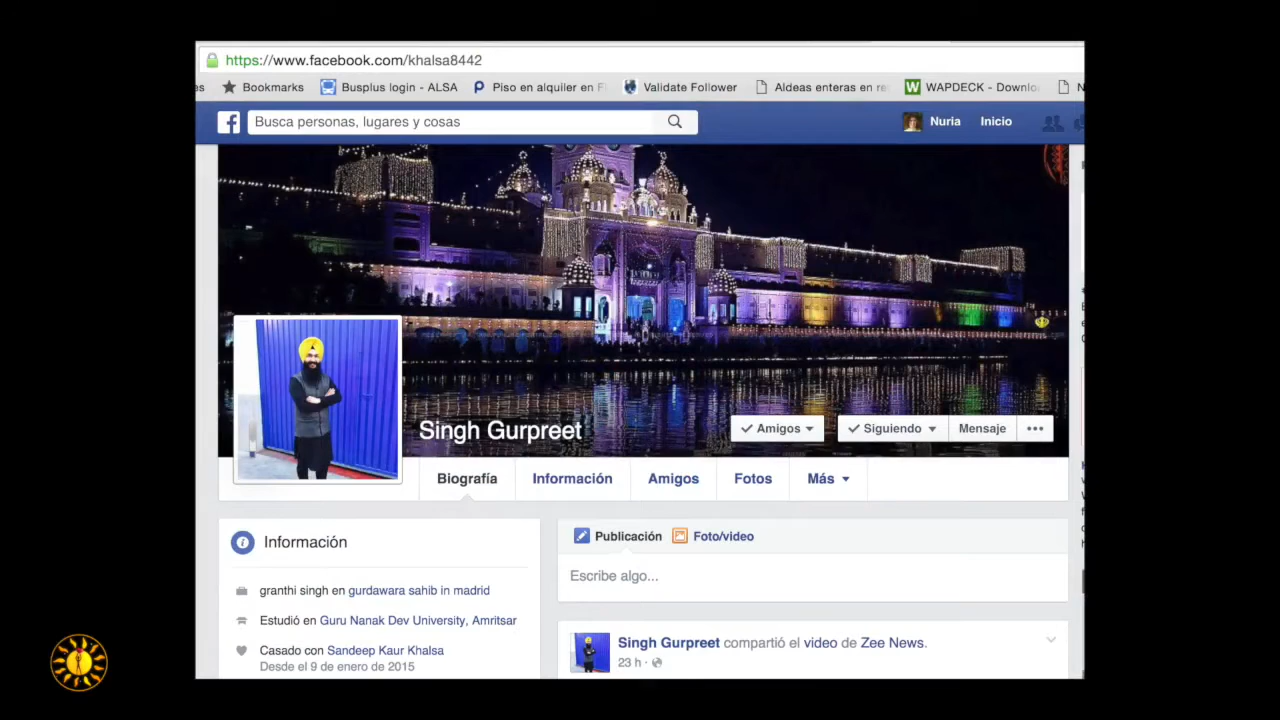 https://www.facebook.com/khalsa8442
es Bookmarks Busplus login - ALSA Piso en alquiler en F Validate Follower Aldeas enteras en re WAPDECK - Downlo N
Busca personas, lugares y cosas Nuria Inicio
Singh Gurpreet Amigos Siguiendo Mensaje
Biografía Información Amigos Fotos Más
Información
Publicación Foto/video
Escribe algo...
granthi singh en gurdawara sahib in madrid
Estudió en Guru Nanak Dev University, Amritsar
Casado con Sandeep Kaur Khalsa
Desde el 9 de enero de 2015
Singh Gurpreet compartió el video de Zee News.
23 h ·